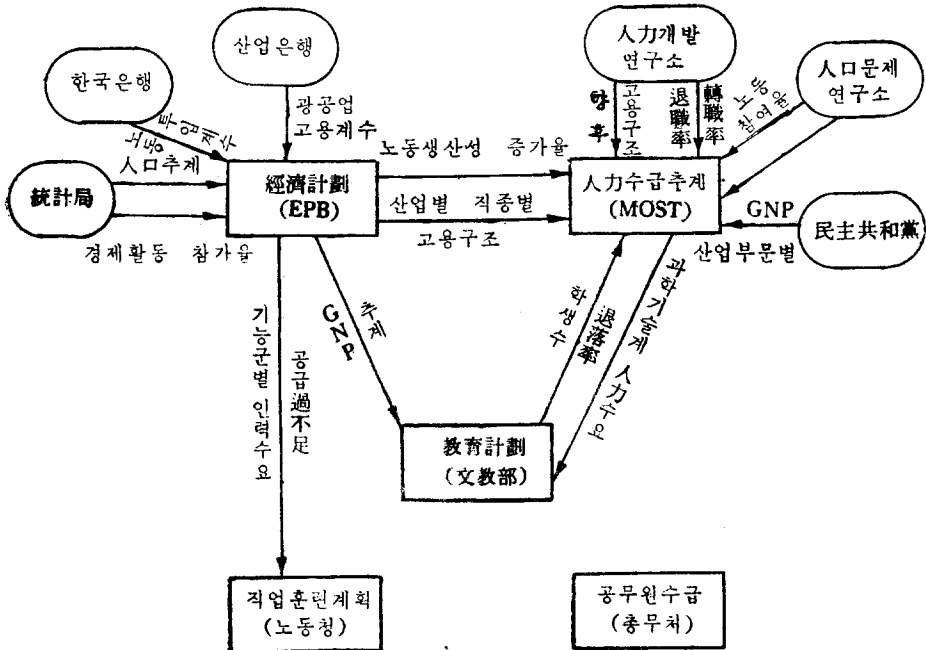 한국은행
산업은행
人力개발
연구소
人口문제
연구소
노동투입계수
광공업
고용계수
향후
고용구조
退職率
轉職率
노동
참여율
統計局
人口추계
경제활동 참가율
經濟計劃
(EPB)
노동생산성 증가율
산업별 직종별
고용구조
人力수급추계
(MOST)
GNP
산업부문별
民主共和黨
기능군별 인력수요
공급過不足
GNP
추계
학생수
退落率
과학기술계 人力수요
教育計劃
(文教部)
직업훈련계획
(노동청)
공무원수급
(총무처)